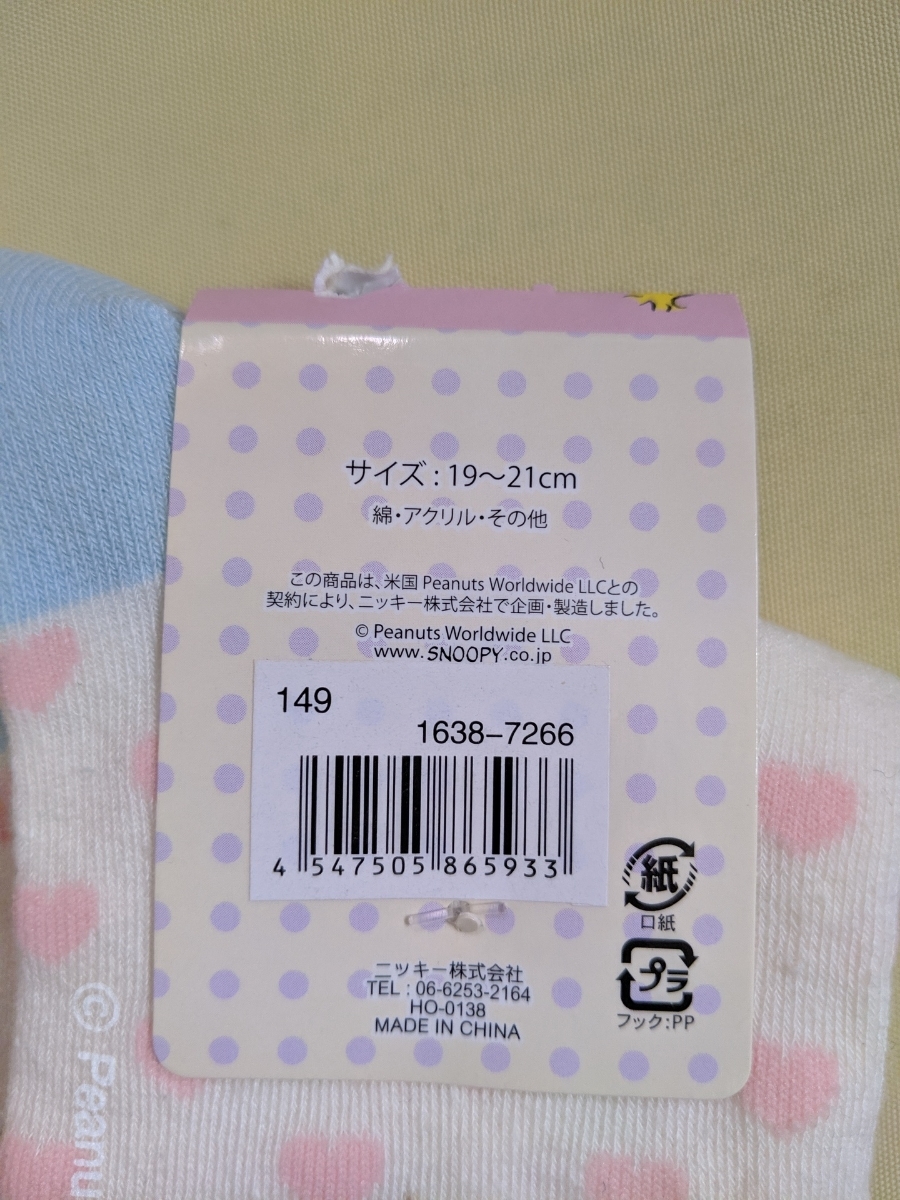 サイズ : 19～21cm
綿・アクリル・その他
この商品は、米国 Peanuts Worldwide LLCとの
契約により、ニッキー株式会社で企画・製造しました。
© Peanuts Worldwide LLC
www.SNOOPY.co.jp
149
1638-7266
4 547505 865933
紙
口紙
プラ
フック:PP
ニッキー株式会社
TEL : 06-6253-2164
HO-0138
MADE IN CHINA
© Peanu